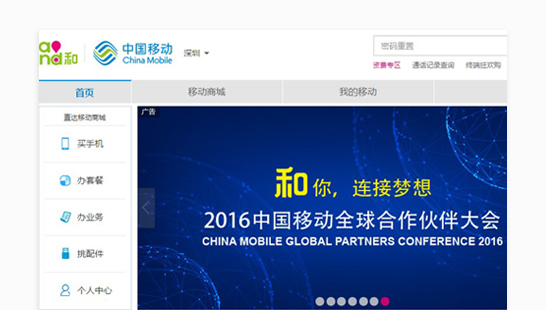 and和
中国移动
China Mobile
深圳
密码重置
资费专区 通话记录查询 终端狂欢购
首页 移动商城 我的移动
直达移动商城
买手机
办套餐
办业务
挑配件
个人中心
广告
和你，连接梦想
2016中国移动全球合作伙伴大会
CHINA MOBILE GLOBAL PARTNERS CONFERENCE 2016